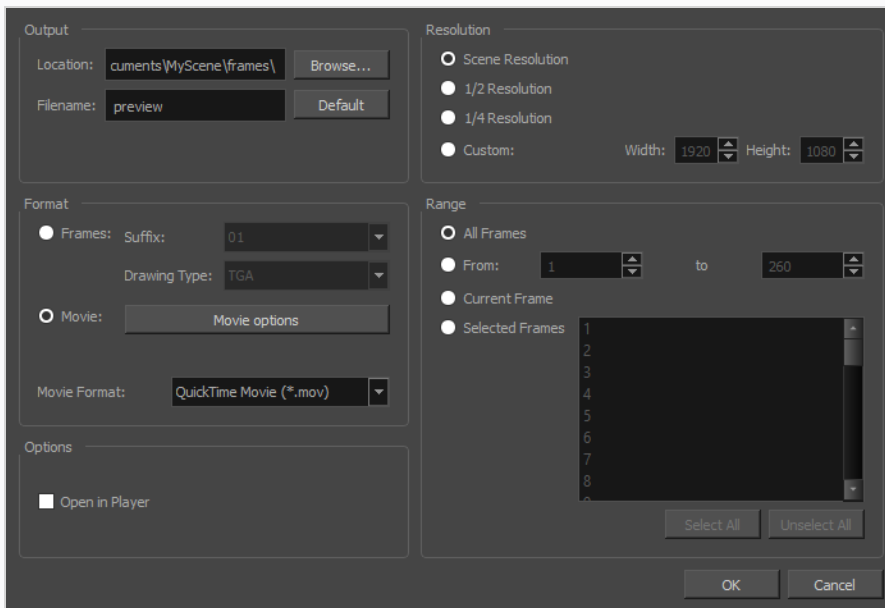 Output
Location: cuments\MyScene\frames\ Browse...
Filename: preview Default
Format
Frames: Suffix: 01
Drawing Type: TGA
Movie: Movie options
Movie Format: QuickTime Movie (*.mov)
Options
Open in Player
Resolution
Scene Resolution
1/2 Resolution
1/4 Resolution
Custom: Width: 1920 Height: 1080
Range
All Frames
From: 1 to 260
Current Frame
Selected Frames 1
2
3
4
5
6
7
8
Select All Unselect All
OK Cancel